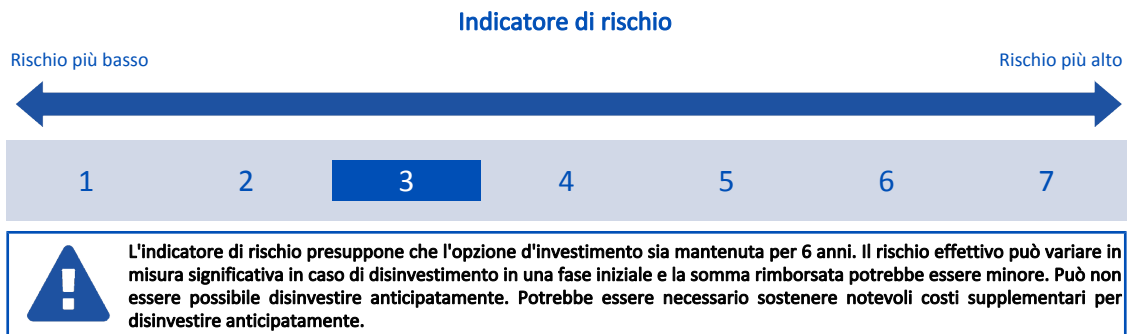 Indicatore di rischio
Rischio più basso
Rischio più alto
1 2 3 4 5 6 7
L'indicatore di rischio presuppone che l'opzione d'investimento sia mantenuta per 6 anni. Il rischio effettivo può variare in
misura significativa in caso di disinvestimento in una fase iniziale e la somma rimborsata potrebbe essere minore. Può non
essere possibile disinvestire anticipatamente. Potrebbe essere necessario sostenere notevoli costi supplementari per
disinvestire anticipatamente.